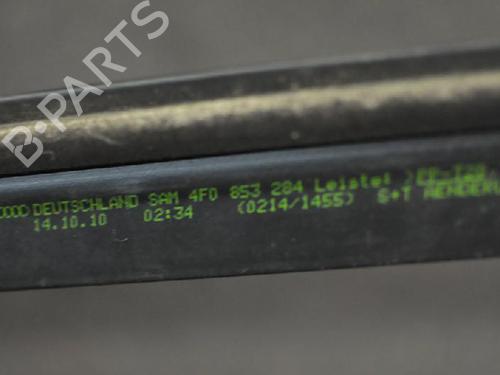 B-PARTS
DEUTSCHLAND SAM 4F0 853 284 Leiste!
14.10.10 02:34 (0214/1455) S+T